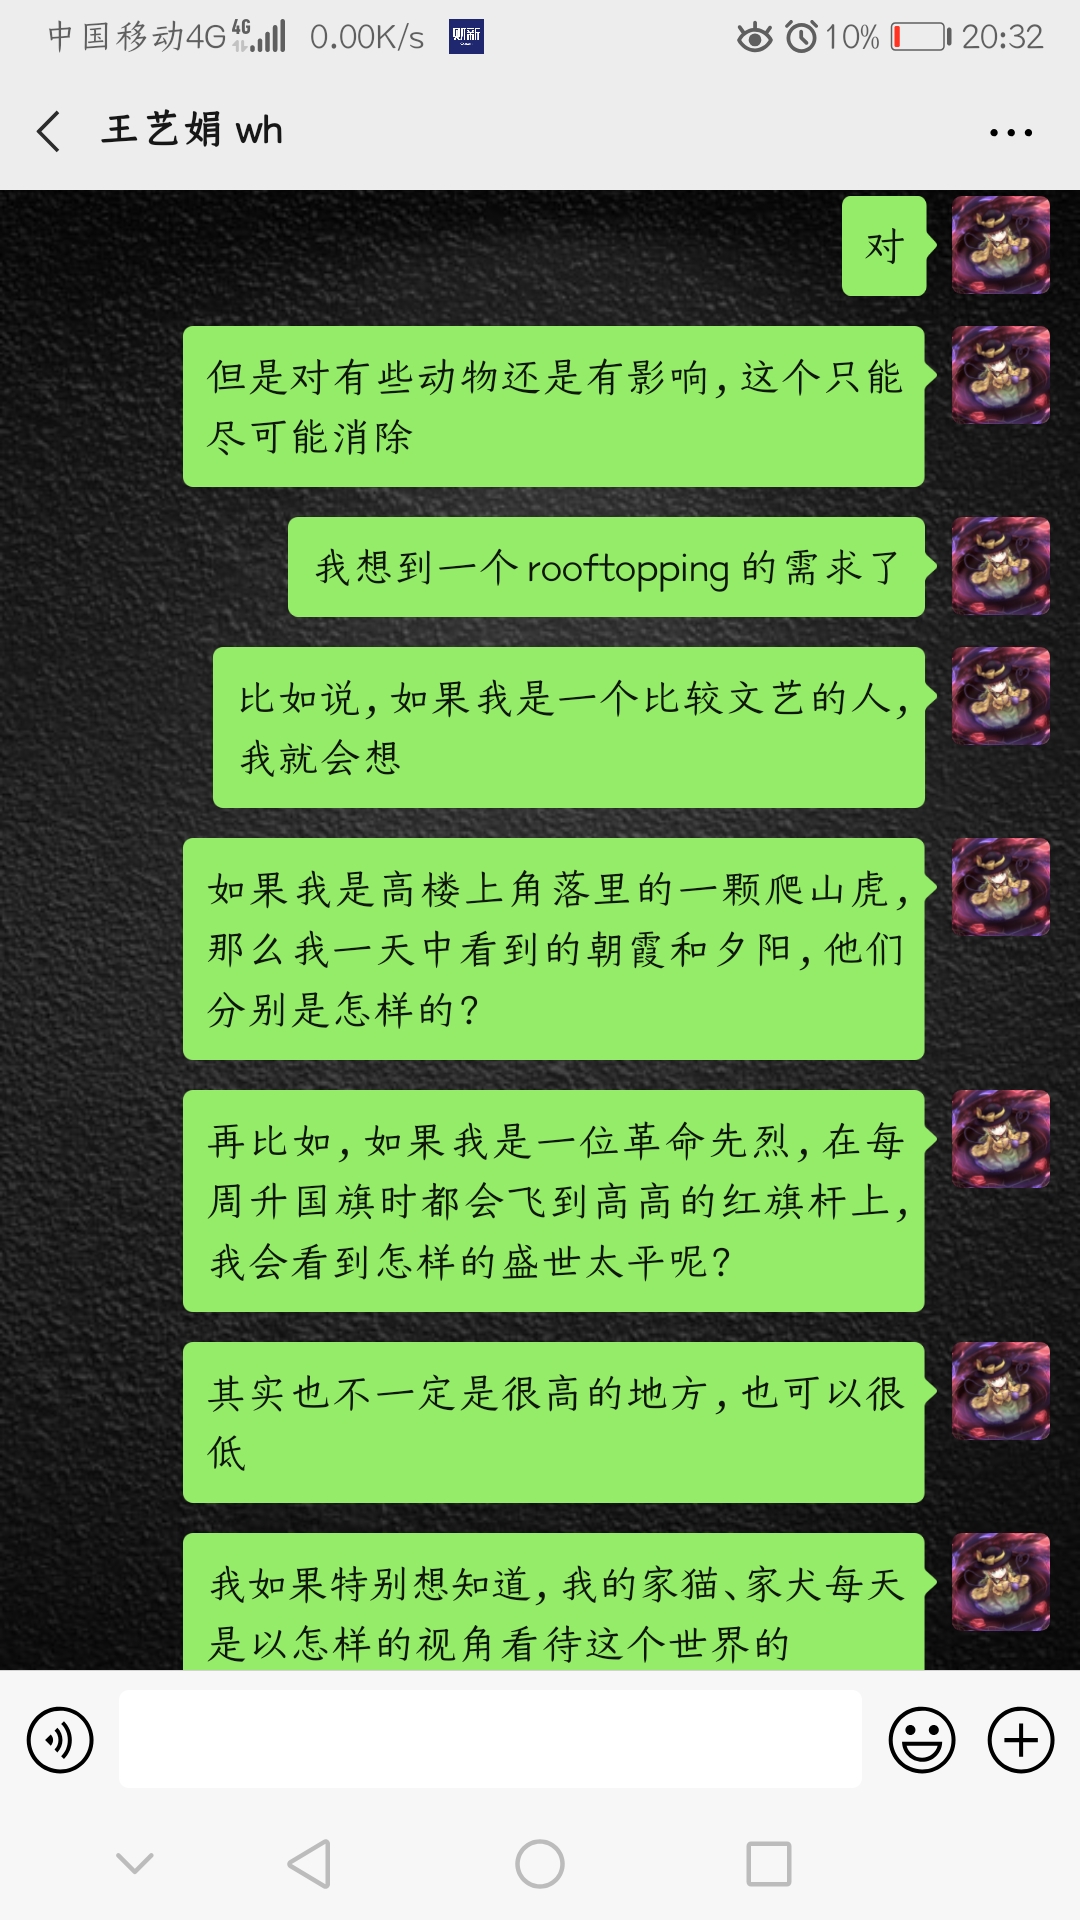 中国移动4G 4G 0.00K/s 财新 10% 20:32
王艺娟 wh
对
但是对有些动物还是有影响,这个只能
尽可能消除
我想到一个rooftopping的需求了
比如说,如果我是一个比较文艺的人,
我就会想
如果我是高楼上角落里的一颗爬山虎,
那么我一天中看到的朝霞和夕阳,他们
分别是怎样的?
再比如,如果我是一位革命先烈,在每
周升国旗时都会飞到高高的红旗杆上,
我会看到怎样的盛世太平呢?
其实也不一定是很高的地方,也可以很
低
我如果特别想知道,我的家猫、家犬每天
是以怎样的视角看待这个世界的